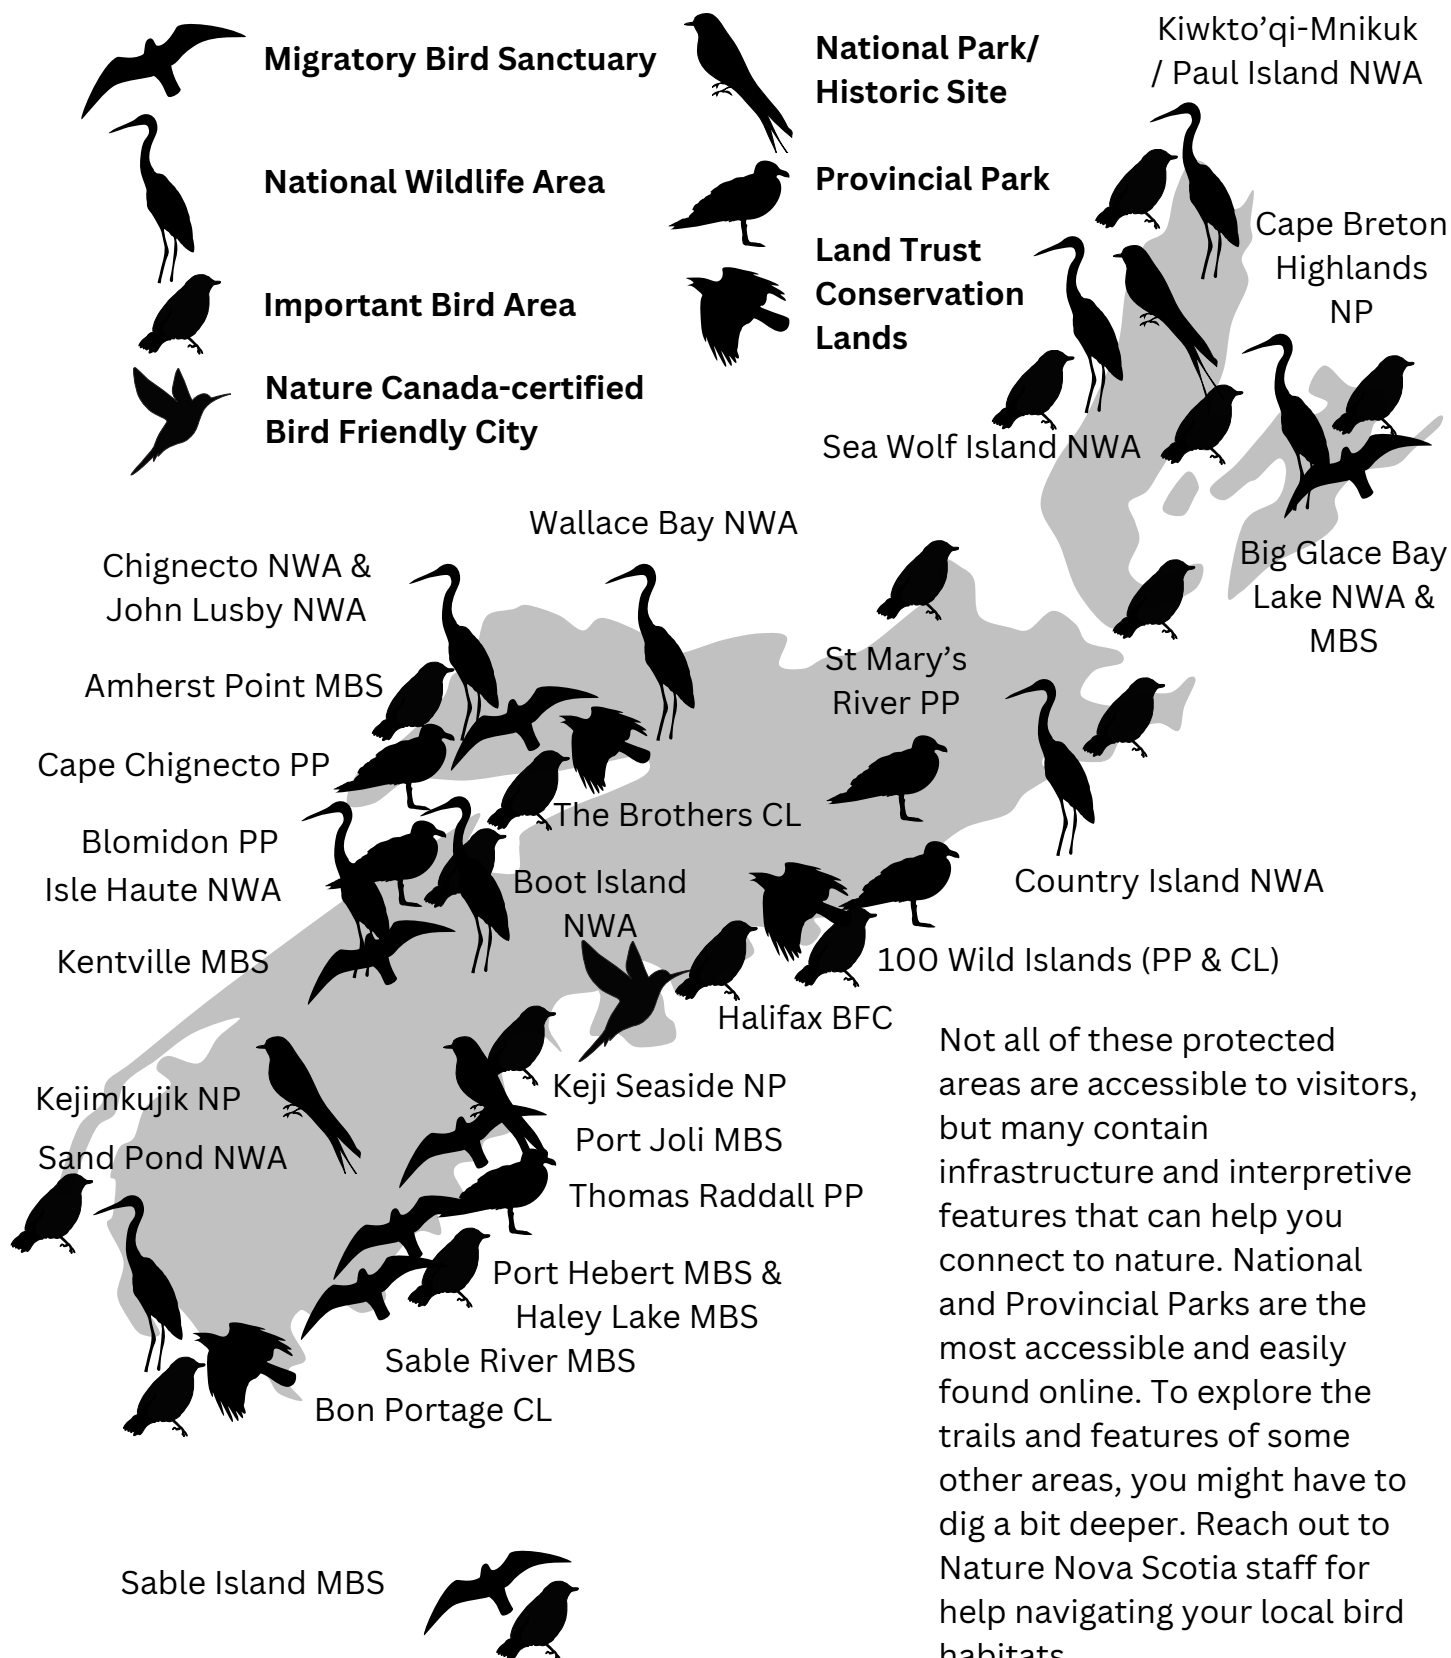 Migratory Bird Sanctuary
National Wildlife Area
Important Bird Area
Nature Canada-certified
Bird Friendly City
National Park/
Historic Site
Provincial Park
Land Trust
Conservation
Lands
Kiwkto’qi-Mnikuk
/ Paul Island NWA
Cape Breton
Highlands
NP
Sea Wolf Island NWA
Big Glace Bay
Lake NWA &
MBS
Wallace Bay NWA
Chignecto NWA &
John Lusby NWA
Amherst Point MBS
Cape Chignecto PP
St Mary’s
River PP
The Brothers CL
Blomidon PP
Isle Haute NWA
Boot Island
NWA
Country Island NWA
Kentville MBS
100 Wild Islands (PP & CL)
Halifax BFC
Kejimkujik NP
Keji Seaside NP
Sand Pond NWA
Port Joli MBS
Thomas Raddall PP
Port Hebert MBS &
Haley Lake MBS
Sable River MBS
Bon Portage CL
Sable Island MBS
Not all of these protected
areas are accessible to visitors,
but many contain
infrastructure and interpretive
features that can help you
connect to nature. National
and Provincial Parks are the
most accessible and easily
found online. To explore the
trails and features of some
other areas, you might have to
dig a bit deeper. Reach out to
Nature Nova Scotia staff for
help navigating your local bird
habitats